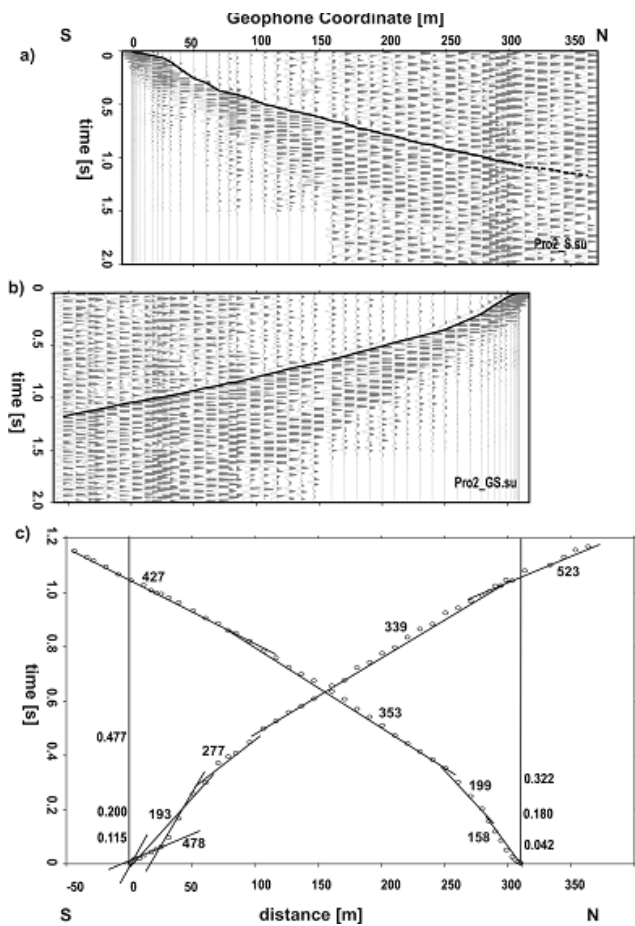 Geophone Coordinate [m]
S N
a)
0 50 100 150 200 250 300 350
0
0.5
1.0
1.5
2.0
time [s]
Pro2_S.su
b)
0
0.5
1.0
1.5
2.0
time [s]
Pro2_GS.su
c)
1.2
1.0
0.8
0.6
0.4
0.2
0
time [s]
427
523
339
0.477
353
277
0.322
199
0.200
193
0.180
0.115
478
158
0.042
-50 0 50 100 150 200 250 300 350
S distance [m] N